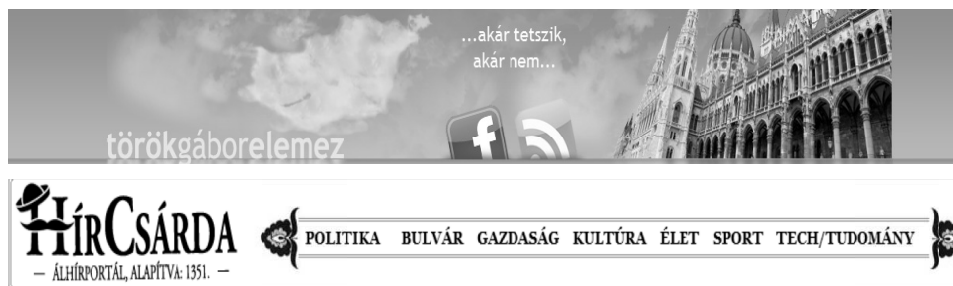 ...akár tetszik,
akár nem...
törökgáborelemez
HÍRCSÁRDA
— ÁLHÍRPORTÁL, ALAPÍTVA: 1351. —
POLITIKA BULVÁR GAZDASÁG KULTÚRA ÉLET SPORT TECH/TUDOMÁNY